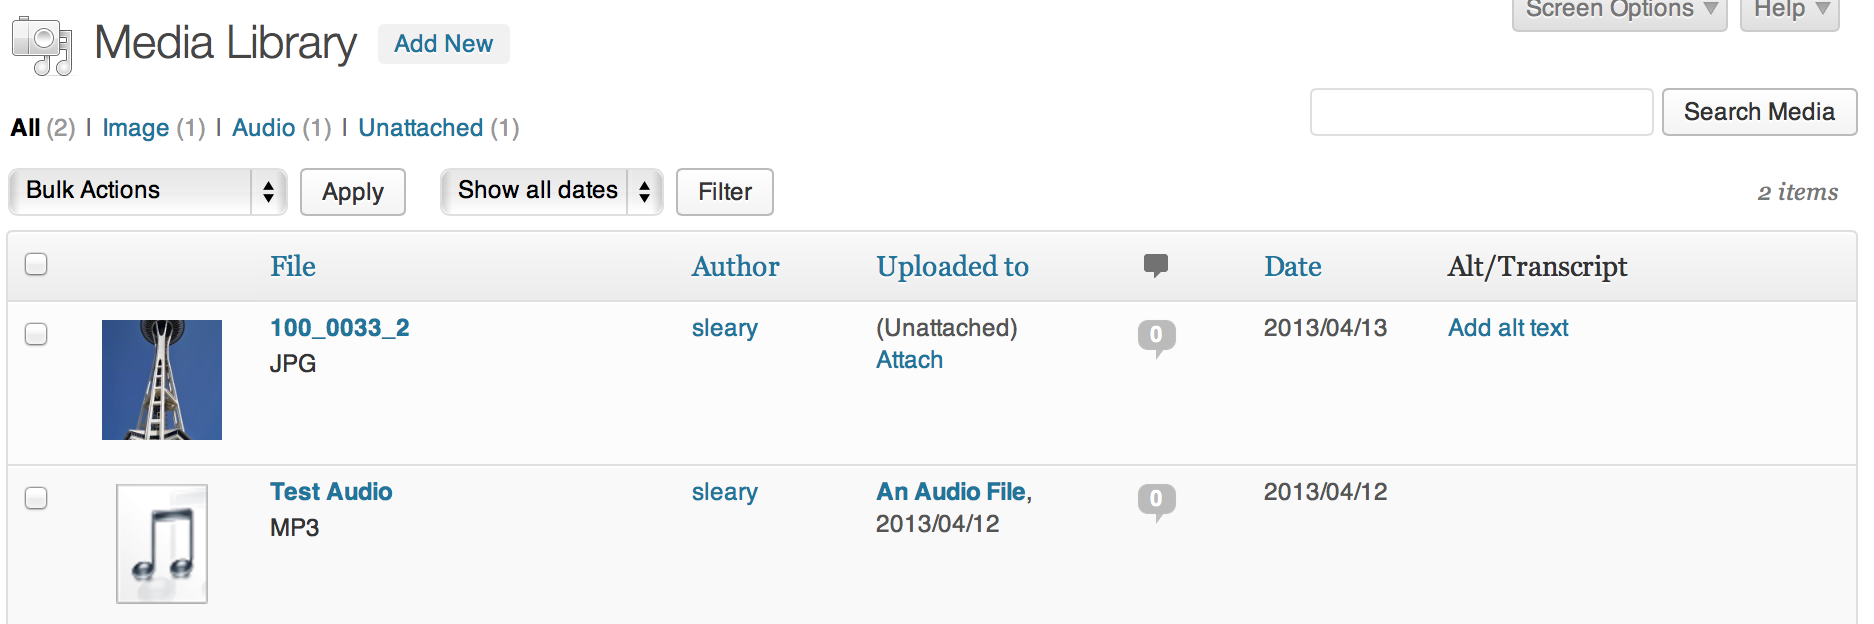 Screen Options Help
Media Library Add New
All (2) | Image (1) | Audio (1) | Unattached (1)
Search Media
Bulk Actions Apply Show all dates Filter 2 items
File Author Uploaded to Date Alt/Transcript
100_0033_2 sleary (Unattached) 0 2013/04/13 Add alt text
JPG Attach
Test Audio sleary An Audio File, 0 2013/04/12
MP3 2013/04/12